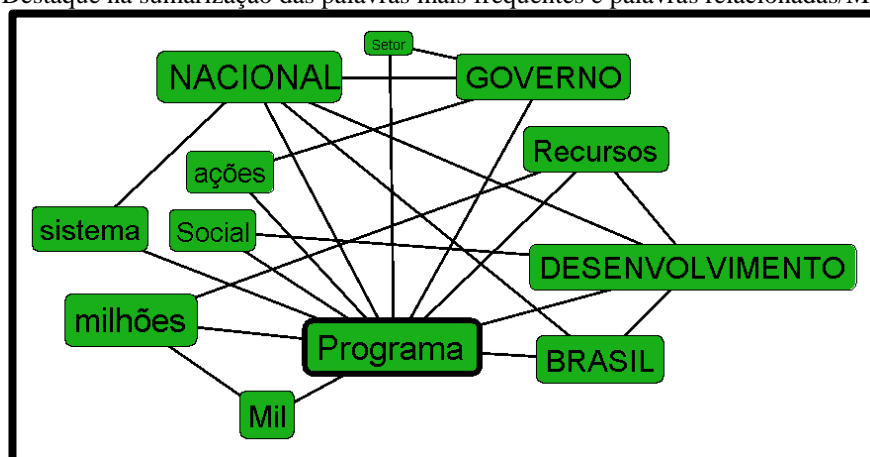 Destaque na sumarização das palavras mais frequentes e palavras relacionadas/M
Setor
NACIONAL
GOVERNO
Recursos
ações
sistema
Social
DESENVOLVIMENTO
milhões
Programa
BRASIL
Mil